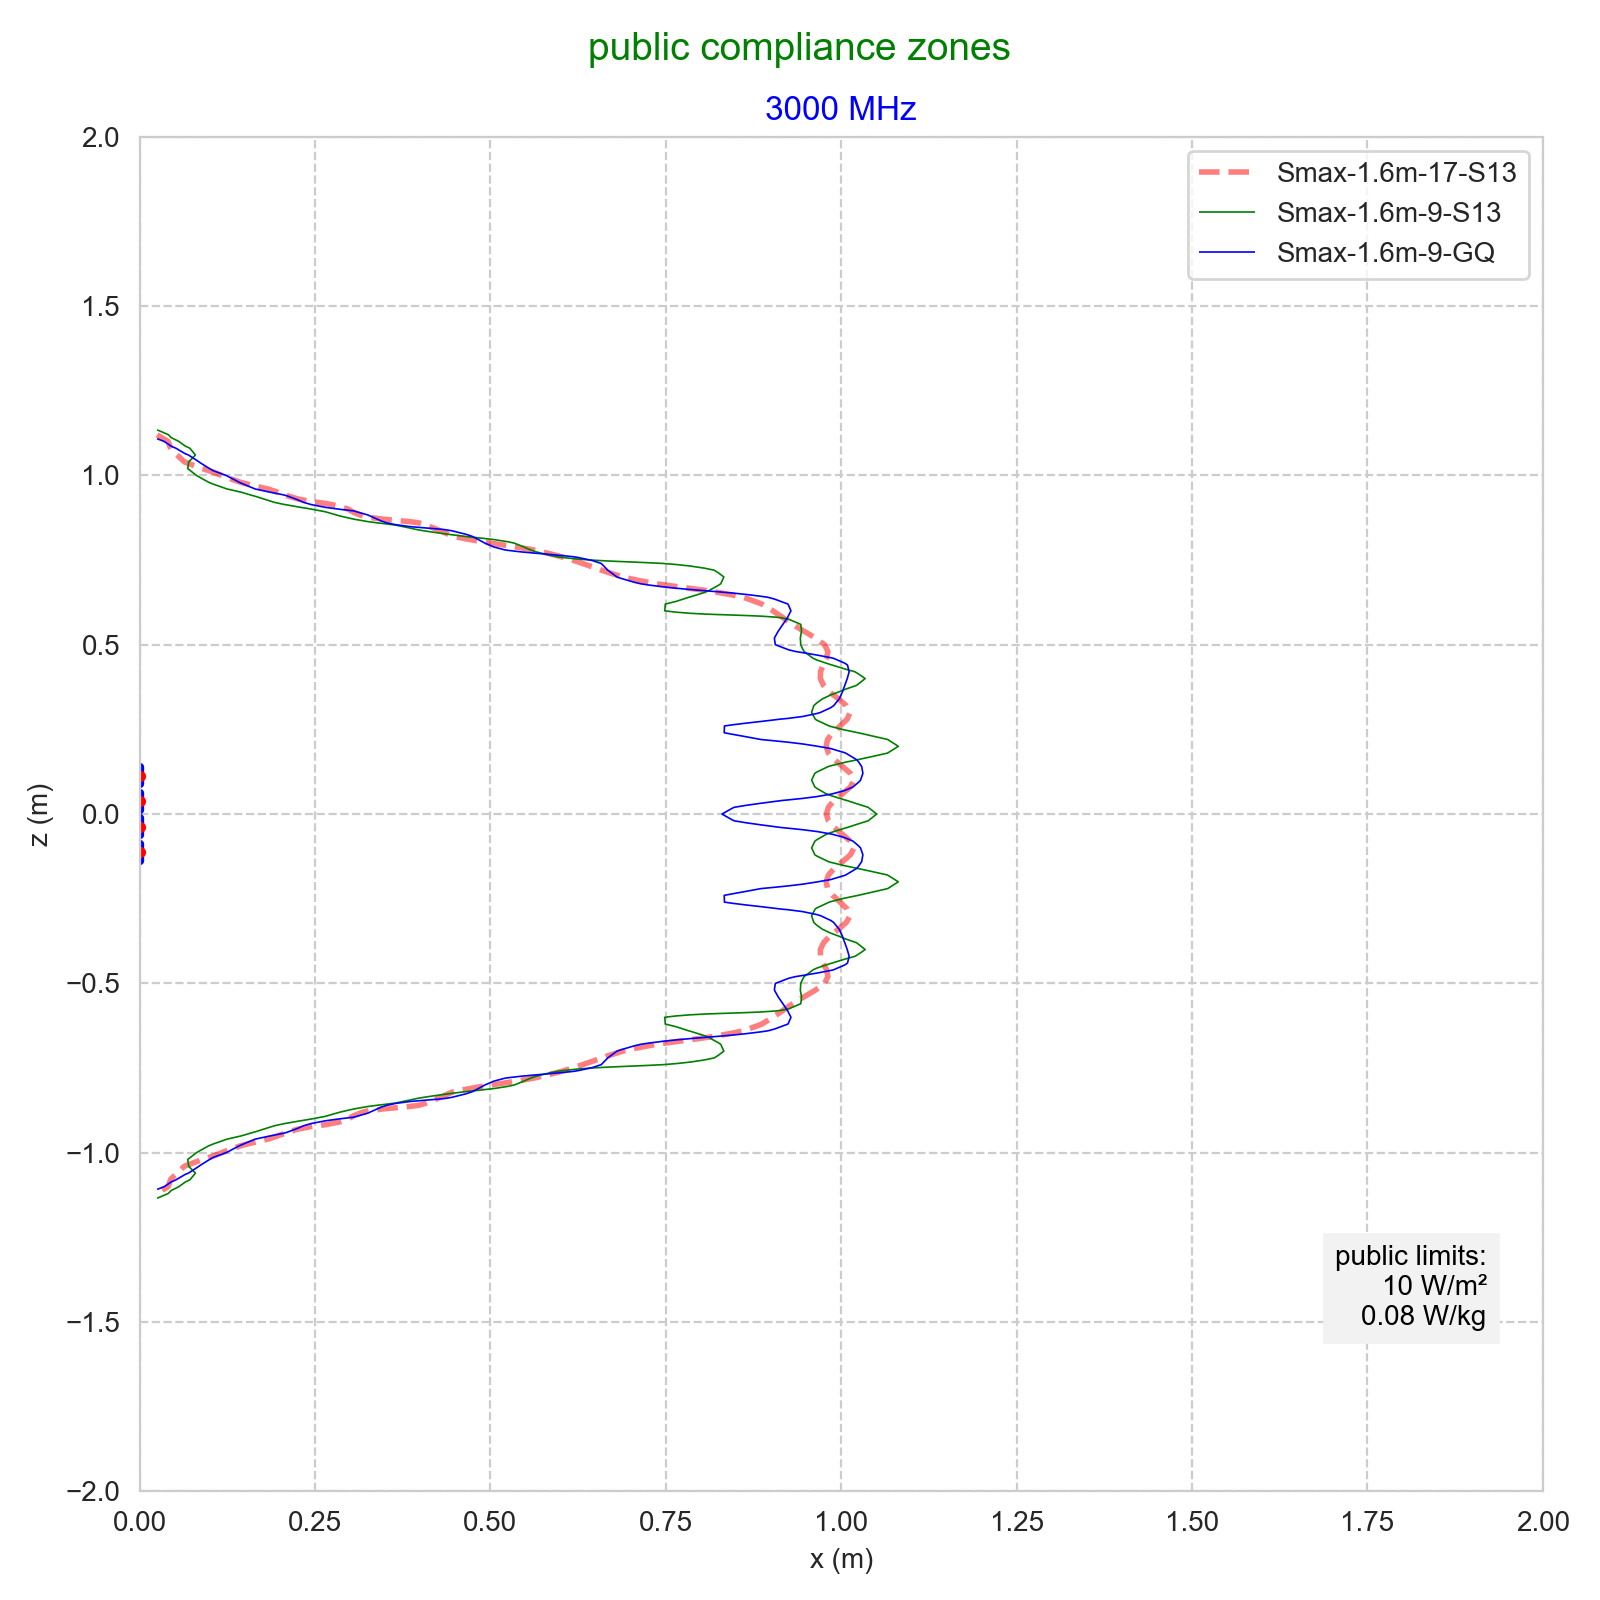 public compliance zones
3000 MHz
Smax-1.6m-17-S13
Smax-1.6m-9-S13
Smax-1.6m-9-GQ
2.0
1.5
1.0
0.5
0.0
−0.5
−1.0
−1.5
−2.0
z (m)
public limits:
10 W/m²
0.08 W/kg
0.00 0.25 0.50 0.75 1.00 1.25 1.50 1.75 2.00
x (m)